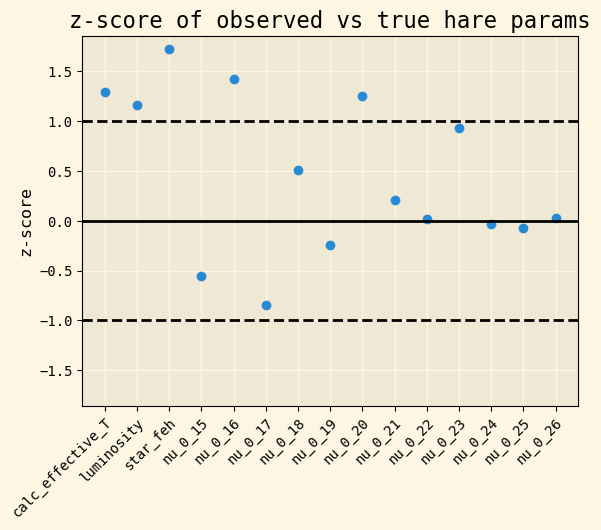 z-score of observed vs true hare params
z-score
1.5
1.0
0.5
0.0
−0.5
−1.0
−1.5
calc_effective_T
luminosity
star_feh
nu_0_15
nu_0_16
nu_0_17
nu_0_18
nu_0_19
nu_0_20
nu_0_21
nu_0_22
nu_0_23
nu_0_24
nu_0_25
nu_0_26